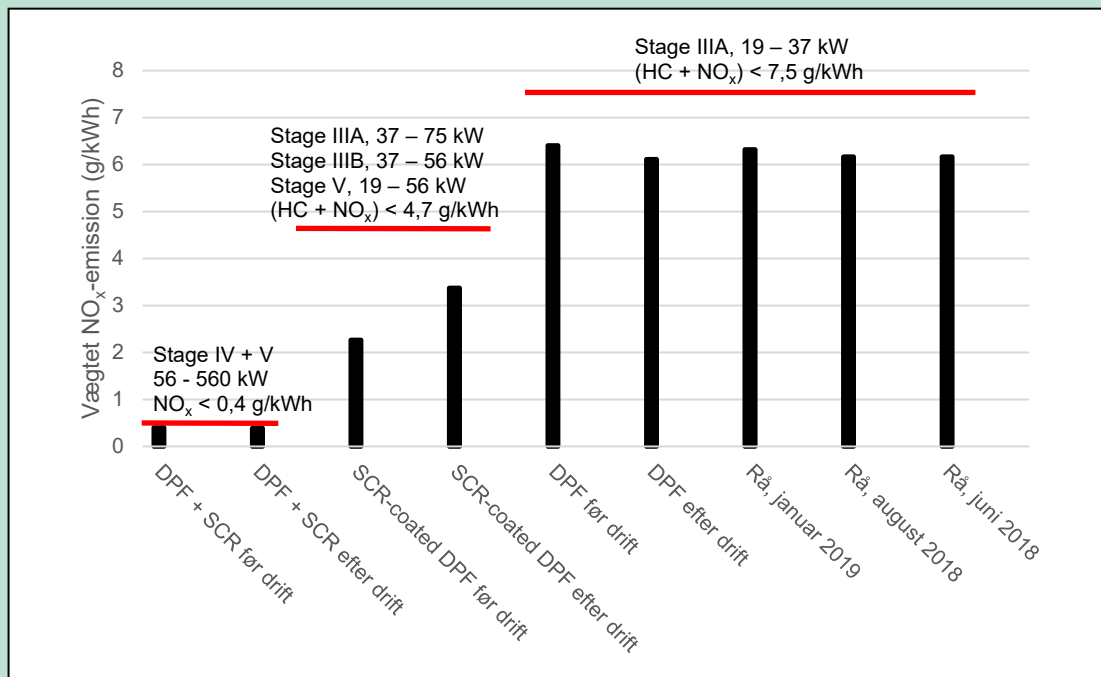 Stage IIIA, 19 – 37 kW
(HC + NOₓ) < 7,5 g/kWh
Stage IIIA, 37 – 75 kW
Stage IIIB, 37 – 56 kW
Stage V, 19 – 56 kW
(HC + NOₓ) < 4,7 g/kWh
Stage IV + V
56 - 560 kW
NOₓ < 0,4 g/kWh
Vægtet NOₓ-emission (g/kWh)
8
7
6
5
4
3
2
1
0
DPF + SCR før drift
DPF + SCR efter drift
SCR-coated DPF før drift
SCR-coated DPF efter drift
DPF før drift
DPF efter drift
Rå, januar 2019
Rå, august 2018
Rå, juni 2018